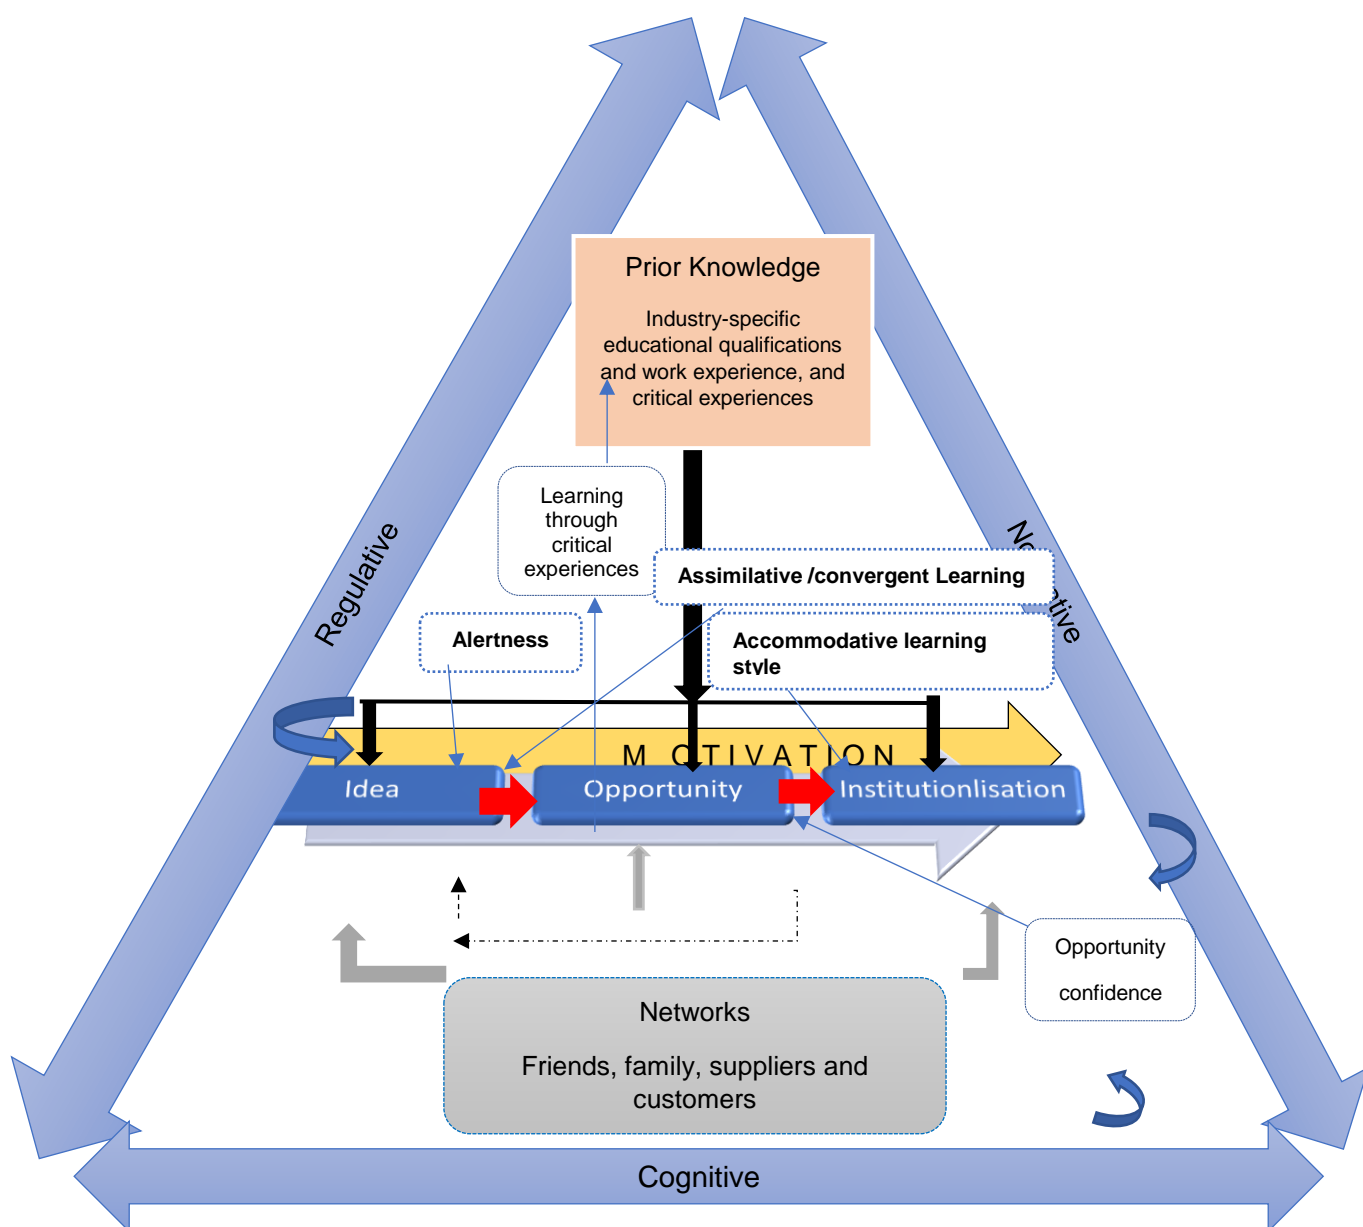 Prior Knowledge
Industry-specific
educational qualifications
and work experience, and
critical experiences
Learning
through
critical
experiences
Regulative
Assimilative /convergent Learning
Alertness
Accommodative learning
style
MOTIVATION
Idea
Opportunity
Institutionlisation
Opportunity
confidence
Networks
Friends, family, suppliers and
customers
Cognitive